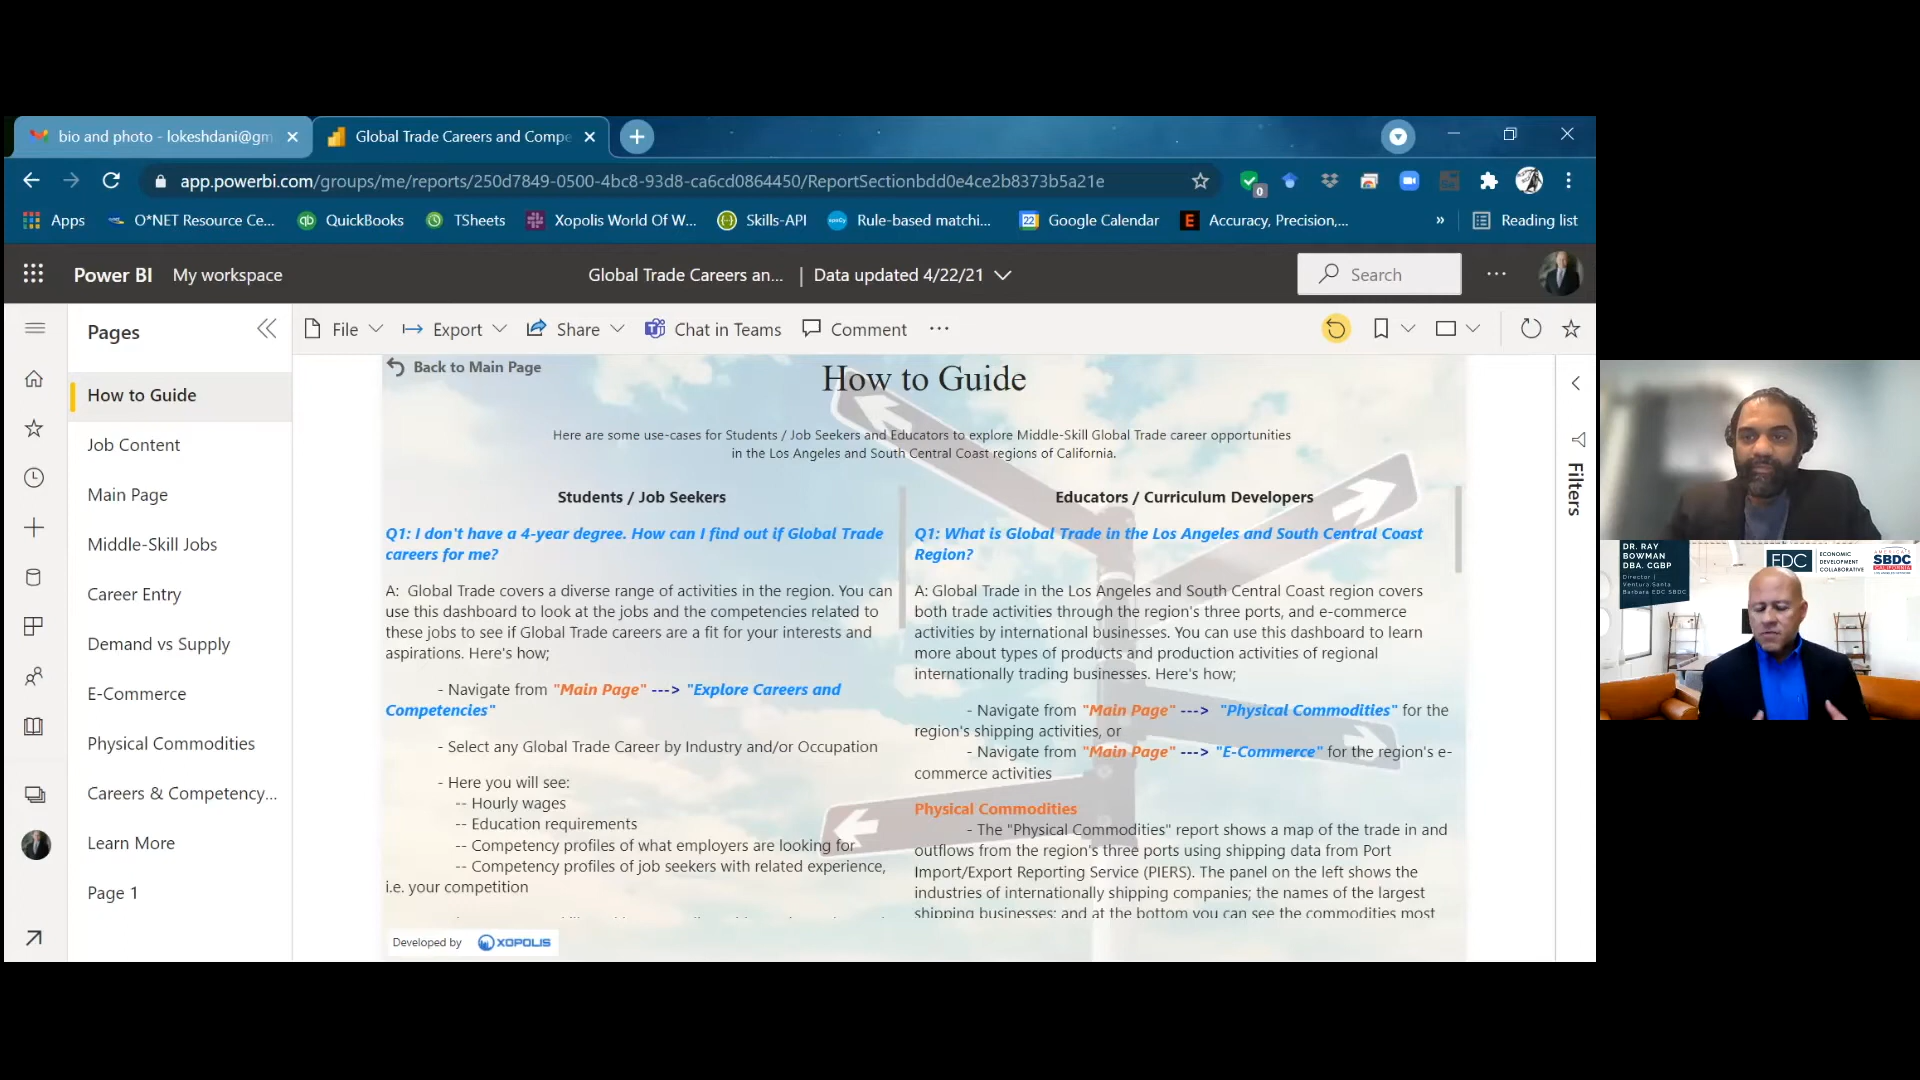 bio and photo - lokeshdani@gm
Global Trade Careers and Compe
app.powerbi.com/groups/me/reports/250d7849-0500-4bc8-93d8-ca6cd0864450/ReportSectionbdd0e4ce2b8373b5a21e
0
Apps
O*NET Resource Ce...
QuickBooks
TSheets
Xopolis World Of W...
Skills-API
Rule-based matchi...
22 Google Calendar
E Accuracy, Precision,...
»
Reading list
Power BI My workspace
Global Trade Careers an... | Data updated 4/22/21
Search
Pages
How to Guide
Job Content
Main Page
Middle-Skill Jobs
Career Entry
Demand vs Supply
E-Commerce
Physical Commodities
Careers & Competency...
Learn More
Page 1
File
Export
Share
Chat in Teams
Comment
Back to Main Page
How to Guide
Here are some use-cases for Students / Job Seekers and Educators to explore Middle-Skill Global Trade career opportunities
in the Los Angeles and South Central Coast regions of California.
Students / Job Seekers
Q1: I don't have a 4-year degree. How can I find out if Global Trade
careers for me?
A: Global Trade covers a diverse range of activities in the region. You can
use this dashboard to look at the jobs and the competencies related to
these jobs to see if Global Trade careers are a fit for your interests and
aspirations. Here's how;
- Navigate from "Main Page" ---> "Explore Careers and
Competencies"
- Select any Global Trade Career by Industry and/or Occupation
- Here you will see:
-- Hourly wages
-- Education requirements
-- Competency profiles of what employers are looking for
-- Competency profiles of job seekers with related experience,
i.e. your competition
Developed by XOPOLIS
Educators / Curriculum Developers
Q1: What is Global Trade in the Los Angeles and South Central Coast
Region?
A: Global Trade in the Los Angeles and South Central Coast region covers
both trade activities through the region's three ports, and e-commerce
activities by international businesses. You can use this dashboard to learn
more about types of products and production activities of regional
internationally trading businesses. Here's how;
- Navigate from "Main Page" ---> "Physical Commodities" for the
region's shipping activities, or
- Navigate from "Main Page" ---> "E-Commerce" for the region's e-
commerce activities
Physical Commodities
- The "Physical Commodities" report shows a map of the trade in and
outflows from the region's three ports using shipping data from Port
Import/Export Reporting Service (PIERS). The panel on the left shows the
industries of internationally shipping companies; the names of the largest
shipping businesses; and at the bottom you can see the commodities most
Filters
DR. RAY
BOWMAN
DBA. CGBP
Director |
Ventura Santa
Barbara EDC SBDC
EDC
ECONOMIC
DEVELOPMENT
COLLABORATIVE
AMERICA'S
SBDC
CALIFORNIA